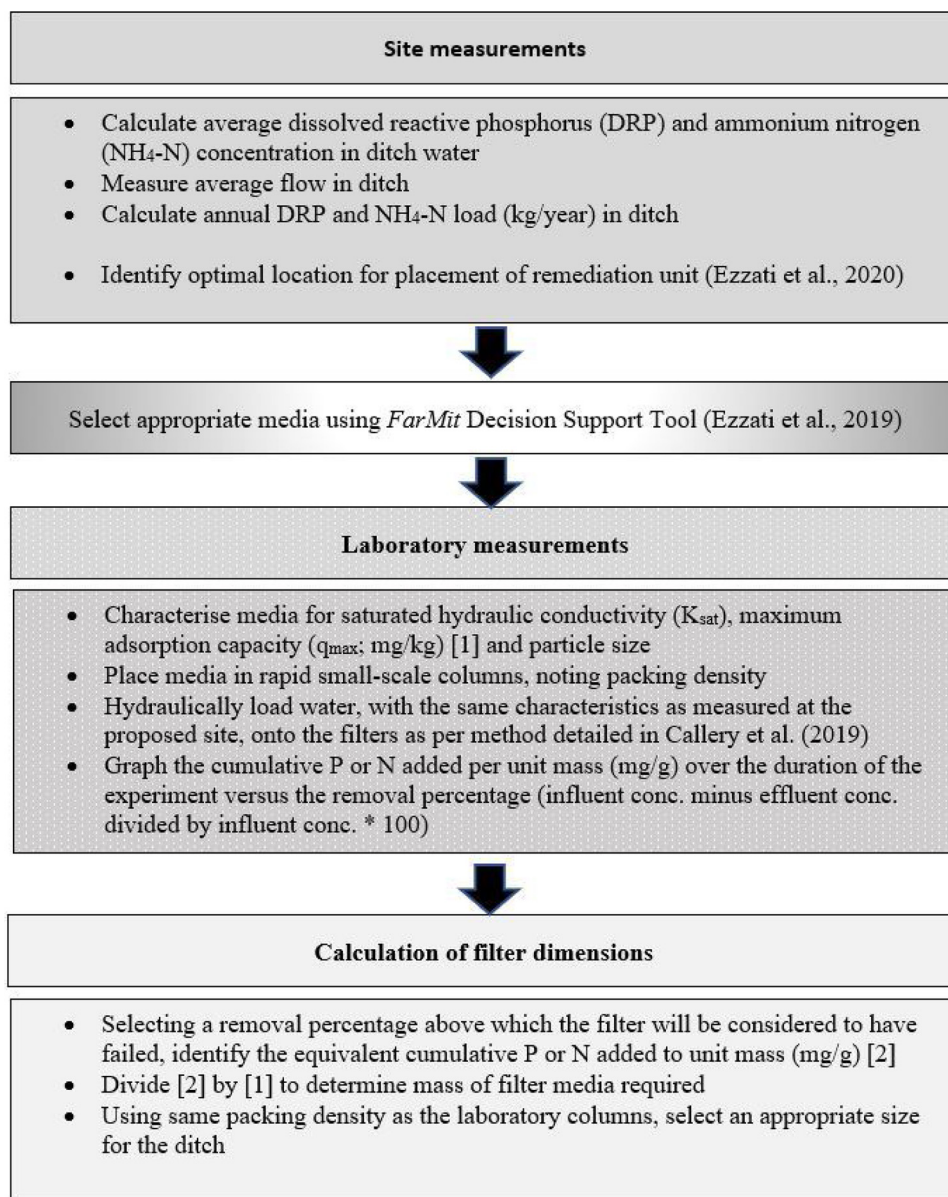 Site measurements
• Calculate average dissolved reactive phosphorus (DRP) and ammonium nitrogen
(NH₄-N) concentration in ditch water
• Measure average flow in ditch
• Calculate annual DRP and NH₄-N load (kg/year) in ditch
• Identify optimal location for placement of remediation unit (Ezzati et al., 2020)
Select appropriate media using FarMit Decision Support Tool (Ezzati et al., 2019)
Laboratory measurements
• Characterise media for saturated hydraulic conductivity (Kₛₐₜ), maximum
adsorption capacity (qₘₐₓ; mg/kg) [1] and particle size
• Place media in rapid small-scale columns, noting packing density
• Hydraulically load water, with the same characteristics as measured at the
proposed site, onto the filters as per method detailed in Callery et al. (2019)
• Graph the cumulative P or N added per unit mass (mg/g) over the duration of the
experiment versus the removal percentage (influent conc. minus effluent conc.
divided by influent conc. * 100)
Calculation of filter dimensions
• Selecting a removal percentage above which the filter will be considered to have
failed, identify the equivalent cumulative P or N added to unit mass (mg/g) [2]
• Divide [2] by [1] to determine mass of filter media required
• Using same packing density as the laboratory columns, select an appropriate size
for the ditch